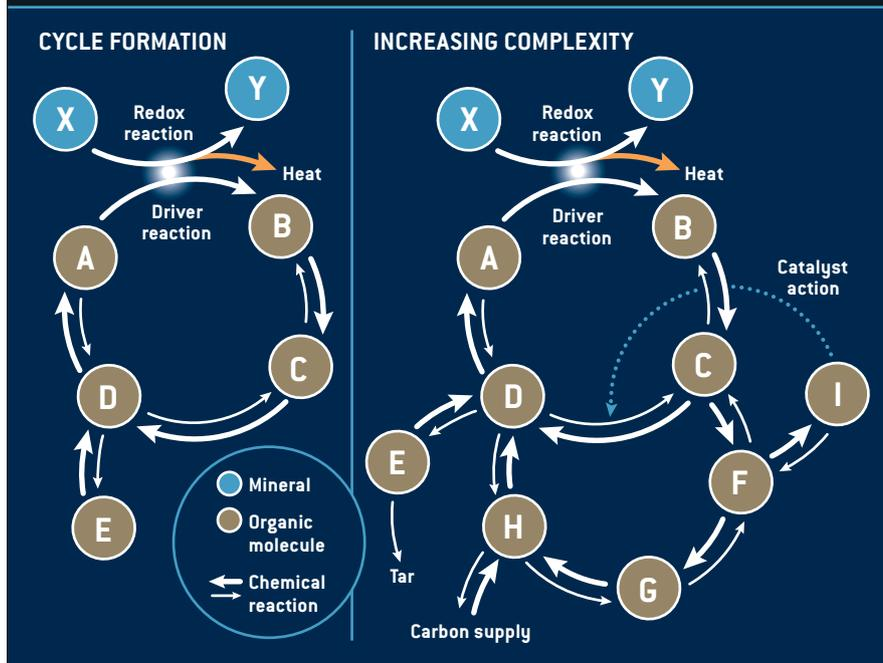 CYCLE FORMATION
X
Y
Redox
reaction
Heat
Driver
reaction
A
B
C
D
E
Mineral
Organic
molecule
Chemical
reaction
INCREASING COMPLEXITY
X
Y
Redox
reaction
Heat
Driver
reaction
A
B
Catalyst
action
C
D
I
E
F
H
G
Tar
Carbon supply